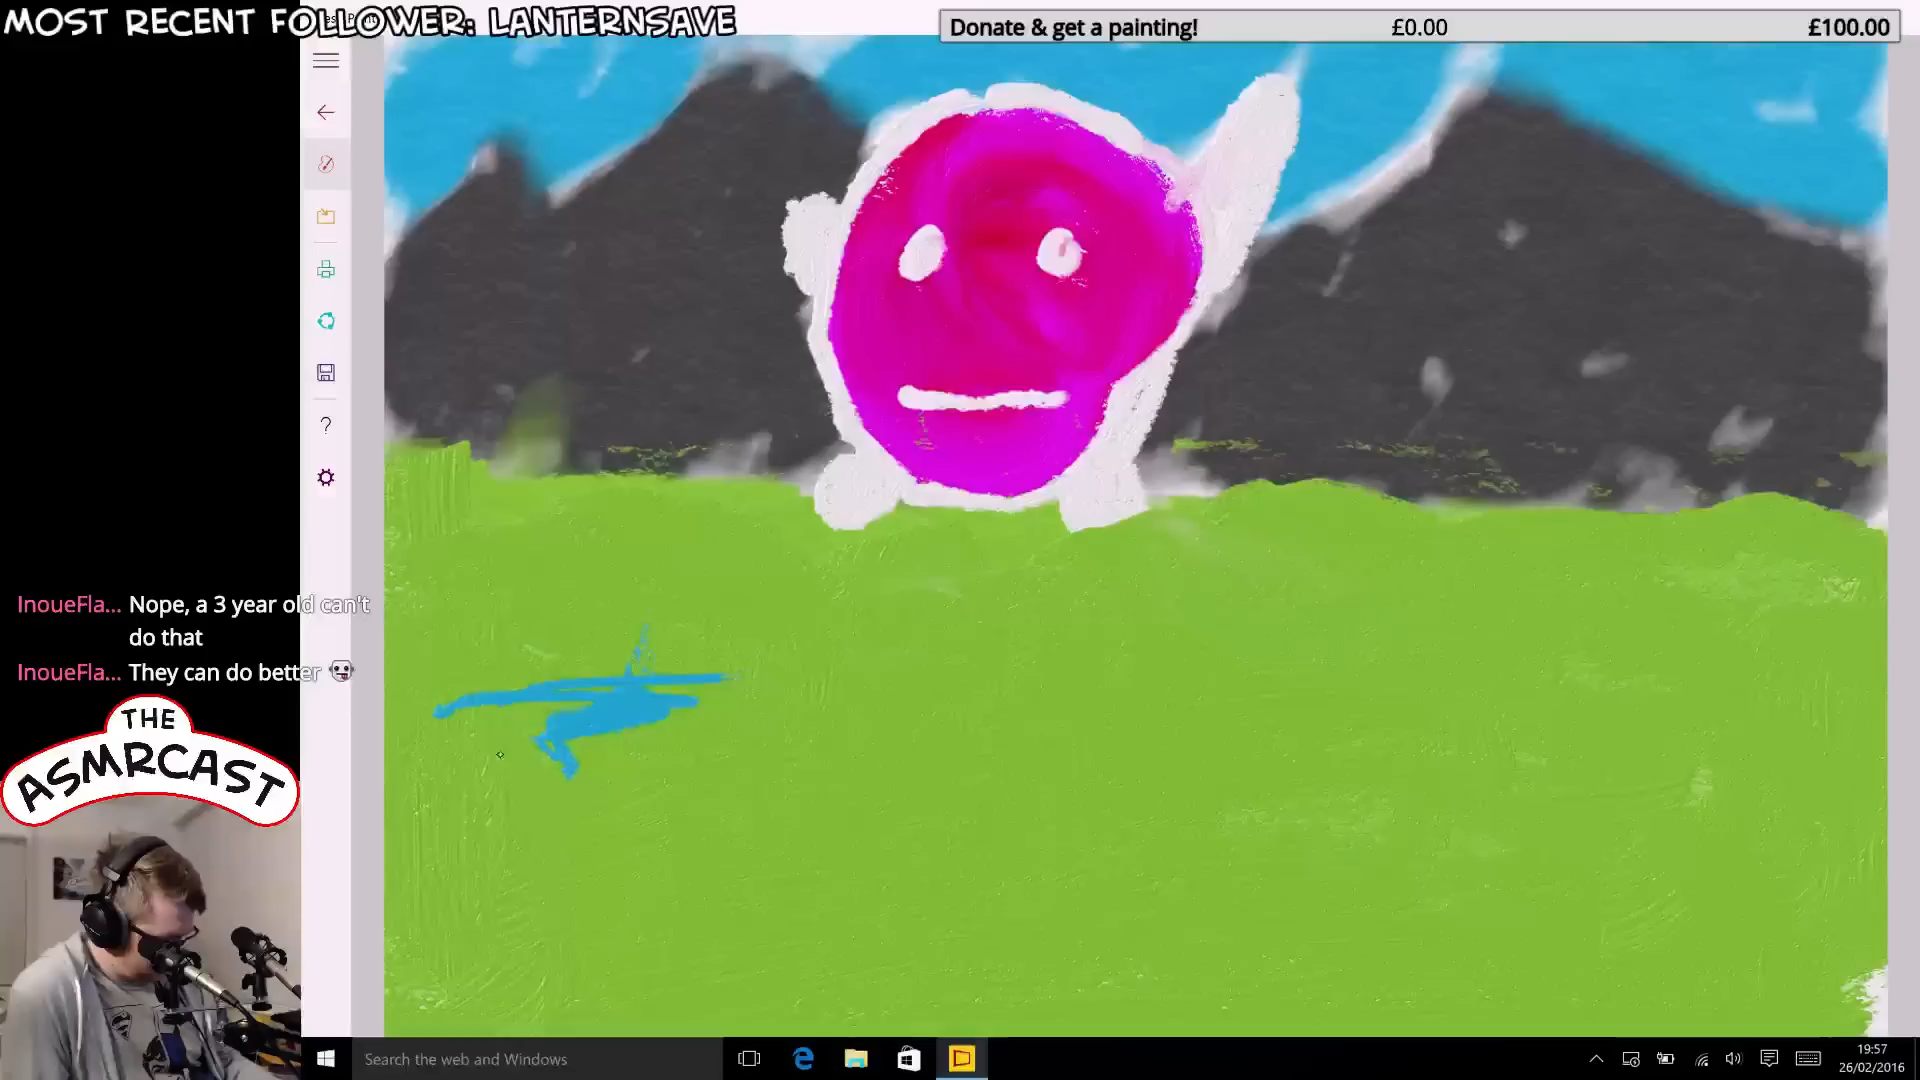 MOST RECENT FOLLOWER: LANTERNSAVE
Donate & get a painting! £0.00 £100.00
InoueFla... Nope, a 3 year old can't
do that
InoueFla... They can do better
THE
ASMRCAST
?
Search the web and Windows
19:57
26/02/2016